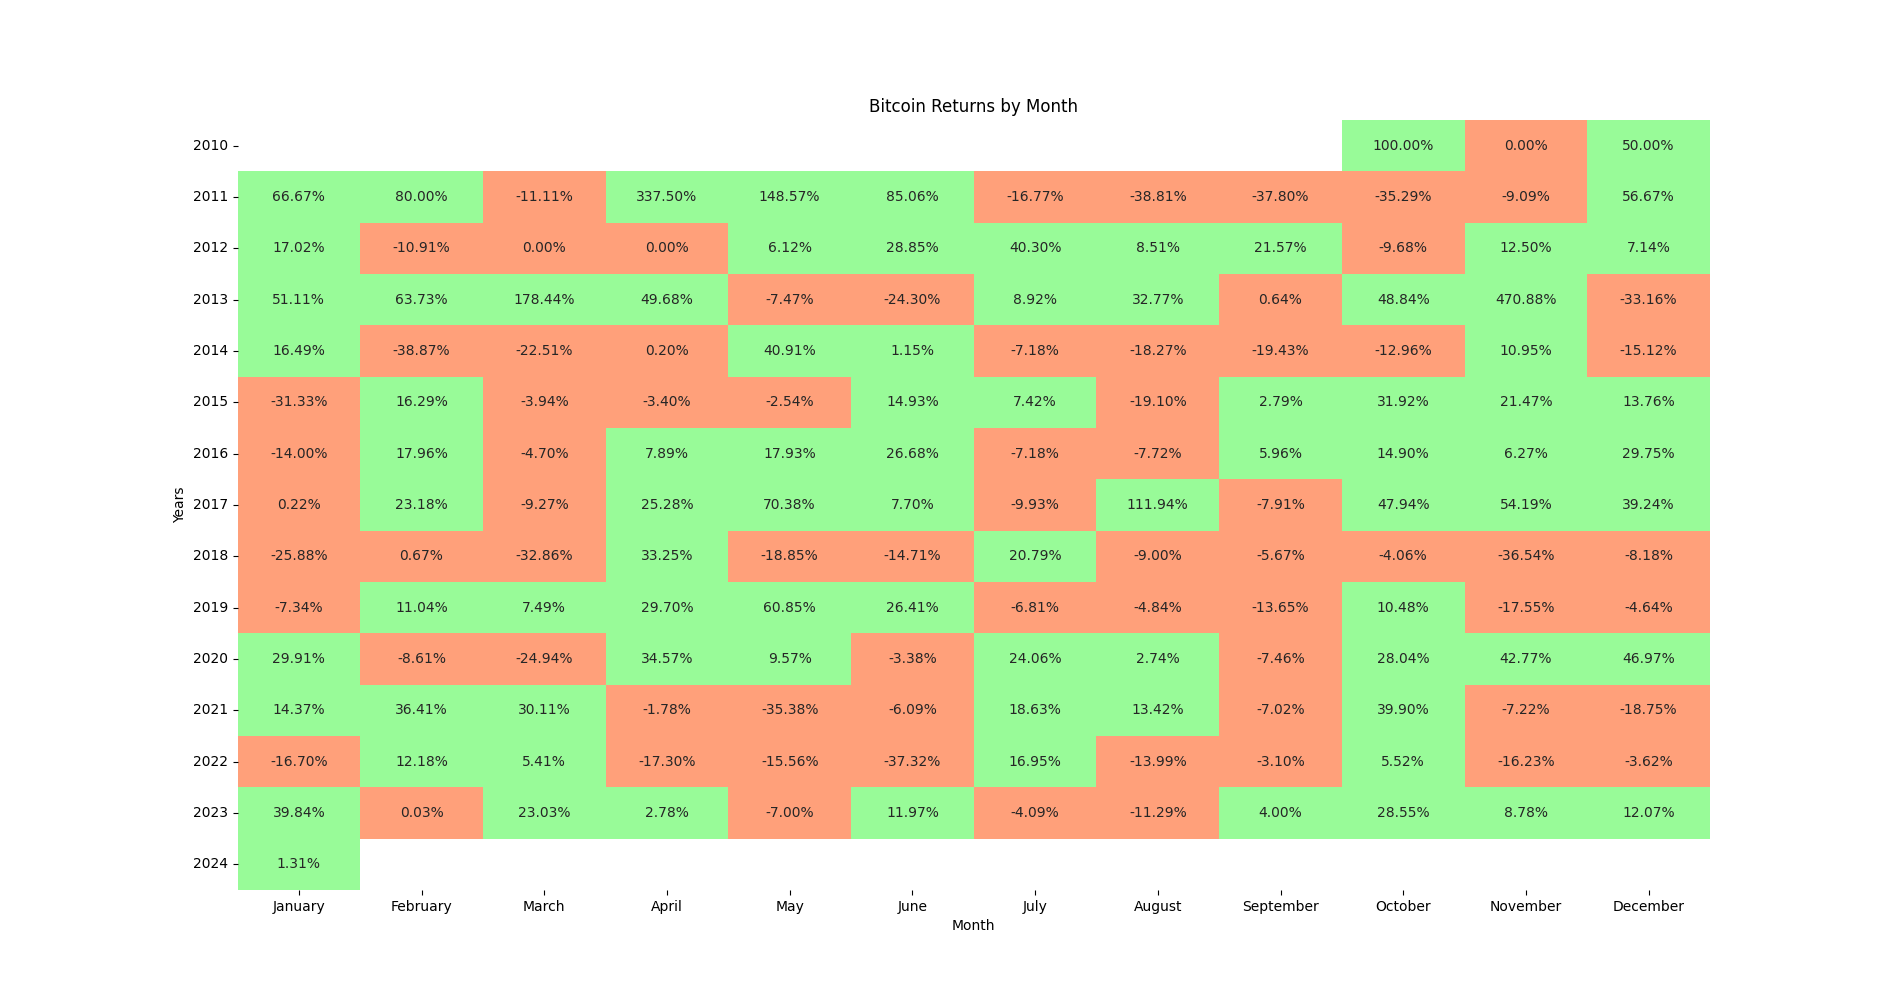 Bitcoin Returns by Month
2010 100.00% 0.00% 50.00%
2011 66.67% 80.00% -11.11% 337.50% 148.57% 85.06% -16.77% -38.81% -37.80% -35.29% -9.09% 56.67%
2012 17.02% -10.91% 0.00% 0.00% 6.12% 28.85% 40.30% 8.51% 21.57% -9.68% 12.50% 7.14%
2013 51.11% 63.73% 178.44% 49.68% -7.47% -24.30% 8.92% 32.77% 0.64% 48.84% 470.88% -33.16%
2014 16.49% -38.87% -22.51% 0.20% 40.91% 1.15% -7.18% -18.27% -19.43% -12.96% 10.95% -15.12%
2015 -31.33% 16.29% -3.94% -3.40% -2.54% 14.93% 7.42% -19.10% 2.79% 31.92% 21.47% 13.76%
2016 -14.00% 17.96% -4.70% 7.89% 17.93% 26.68% -7.18% -7.72% 5.96% 14.90% 6.27% 29.75%
Years
2017 0.22% 23.18% -9.27% 25.28% 70.38% 7.70% -9.93% 111.94% -7.91% 47.94% 54.19% 39.24%
2018 -25.88% 0.67% -32.86% 33.25% -18.85% -14.71% 20.79% -9.00% -5.67% -4.06% -36.54% -8.18%
2019 -7.34% 11.04% 7.49% 29.70% 60.85% 26.41% -6.81% -4.84% -13.65% 10.48% -17.55% -4.64%
2020 29.91% -8.61% -24.94% 34.57% 9.57% -3.38% 24.06% 2.74% -7.46% 28.04% 42.77% 46.97%
2021 14.37% 36.41% 30.11% -1.78% -35.38% -6.09% 18.63% 13.42% -7.02% 39.90% -7.22% -18.75%
2022 -16.70% 12.18% 5.41% -17.30% -15.56% -37.32% 16.95% -13.99% -3.10% 5.52% -16.23% -3.62%
2023 39.84% 0.03% 23.03% 2.78% -7.00% 11.97% -4.09% -11.29% 4.00% 28.55% 8.78% 12.07%
2024 1.31%
January February March April May June July August September October November December
Month